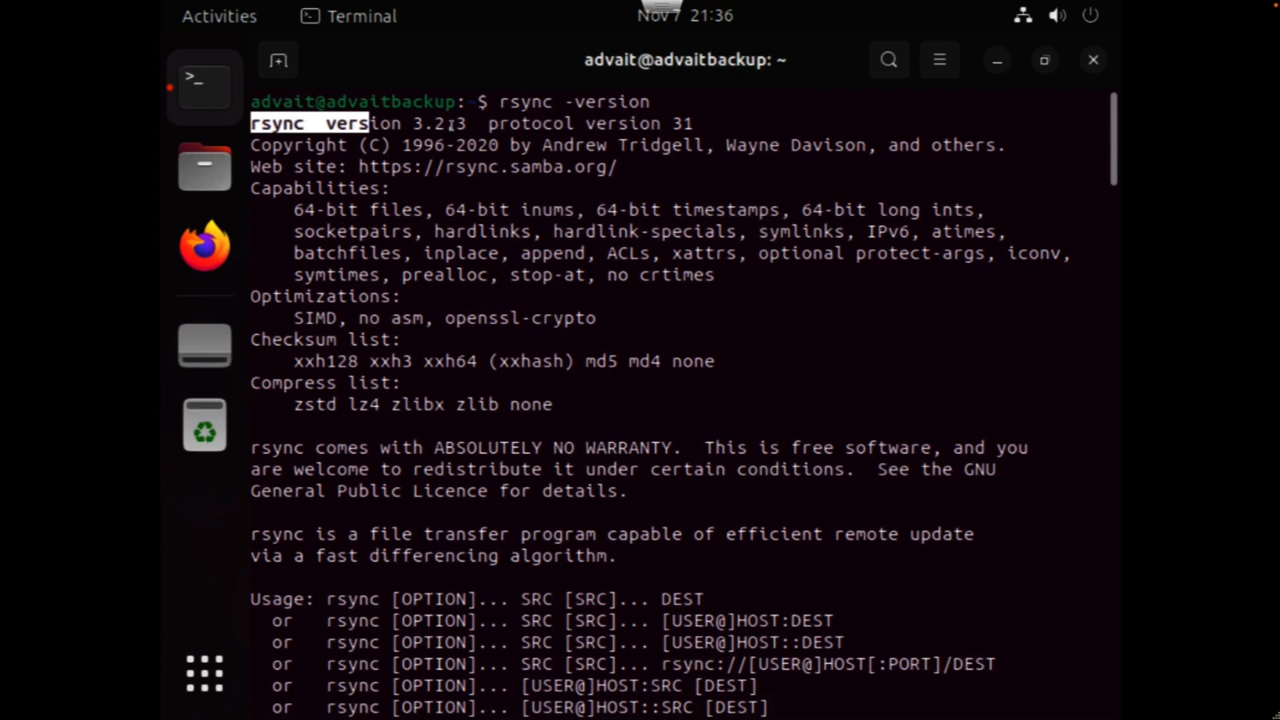 Activities Terminal Nov 7 21:36
advait@advaitbackup: ~
advait@advaitbackup:~$ rsync -version
rsync  version 3.2.3  protocol version 31
Copyright (C) 1996-2020 by Andrew Tridgell, Wayne Davison, and others.
Web site: https://rsync.samba.org/
Capabilities:
    64-bit files, 64-bit inums, 64-bit timestamps, 64-bit long ints,
    socketpairs, hardlinks, hardlink-specials, symlinks, IPv6, atimes,
    batchfiles, inplace, append, ACLs, xattrs, optional protect-args, iconv,
    symtimes, prealloc, stop-at, no crtimes
Optimizations:
    SIMD, no asm, openssl-crypto
Checksum list:
    xxh128 xxh3 xxh64 (xxhash) md5 md4 none
Compress list:
    zstd lz4 zlibx zlib none
rsync comes with ABSOLUTELY NO WARRANTY.  This is free software, and you
are welcome to redistribute it under certain conditions.  See the GNU
General Public Licence for details.
rsync is a file transfer program capable of efficient remote update
via a fast differencing algorithm.
Usage: rsync [OPTION]... SRC [SRC]... DEST
  or   rsync [OPTION]... SRC [SRC]... [USER@]HOST:DEST
  or   rsync [OPTION]... SRC [SRC]... [USER@]HOST::DEST
  or   rsync [OPTION]... SRC [SRC]... rsync://[USER@]HOST[:PORT]/DEST
  or   rsync [OPTION]... [USER@]HOST:SRC [DEST]
  or   rsync [OPTION]... [USER@]HOST::SRC [DEST]